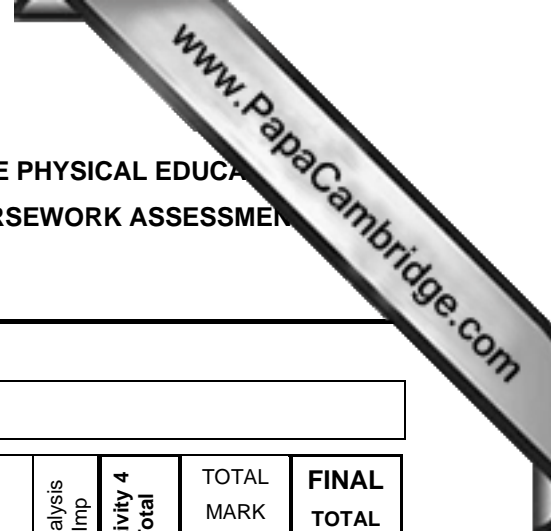 www.PapaCambridge.com
E PHYSICAL EDUCA
RSEWORK ASSESSMEN
alysis
Imp
ivity 4
otal
TOTAL
MARK
FINAL
TOTAL